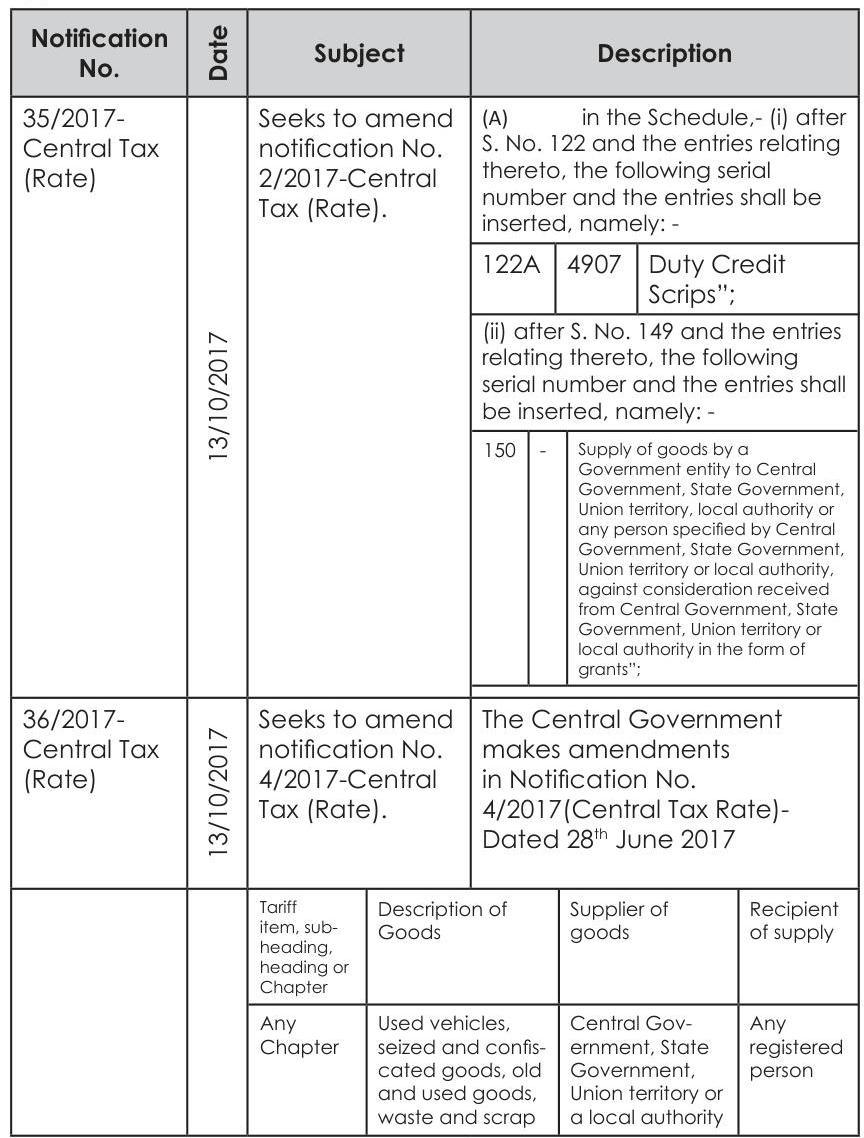 Notification
No.
Date
Subject
Description
35/2017-
Central Tax
(Rate)
13/10/2017
Seeks to amend
notification No.
2/2017-Central
Tax (Rate).
(A) in the Schedule,- (i) after
S. No. 122 and the entries relating
thereto, the following serial
number and the entries shall be
inserted, namely: -
122A
4907
Duty Credit
Scrips”;
(ii) after S. No. 149 and the entries
relating thereto, the following
serial number and the entries shall
be inserted, namely: -
150
-
Supply of goods by a
Government entity to Central
Government, State Government,
Union territory, local authority or
any person specified by Central
Government, State Government,
Union territory or local authority,
against consideration received
from Central Government, State
Government, Union territory or
local authority in the form of
grants”;
36/2017-
Central Tax
(Rate)
13/10/2017
Seeks to amend
notification No.
4/2017-Central
Tax (Rate).
The Central Government
makes amendments
in Notification No.
4/2017(Central Tax Rate)-
Dated 28th June 2017
Tariff
item, sub-
heading,
heading or
Chapter
Description of
Goods
Supplier of
goods
Recipient
of supply
Any
Chapter
Used vehicles,
seized and confis-
cated goods, old
and used goods,
waste and scrap
Central Gov-
ernment, State
Government,
Union territory or
a local authority
Any
registered
person